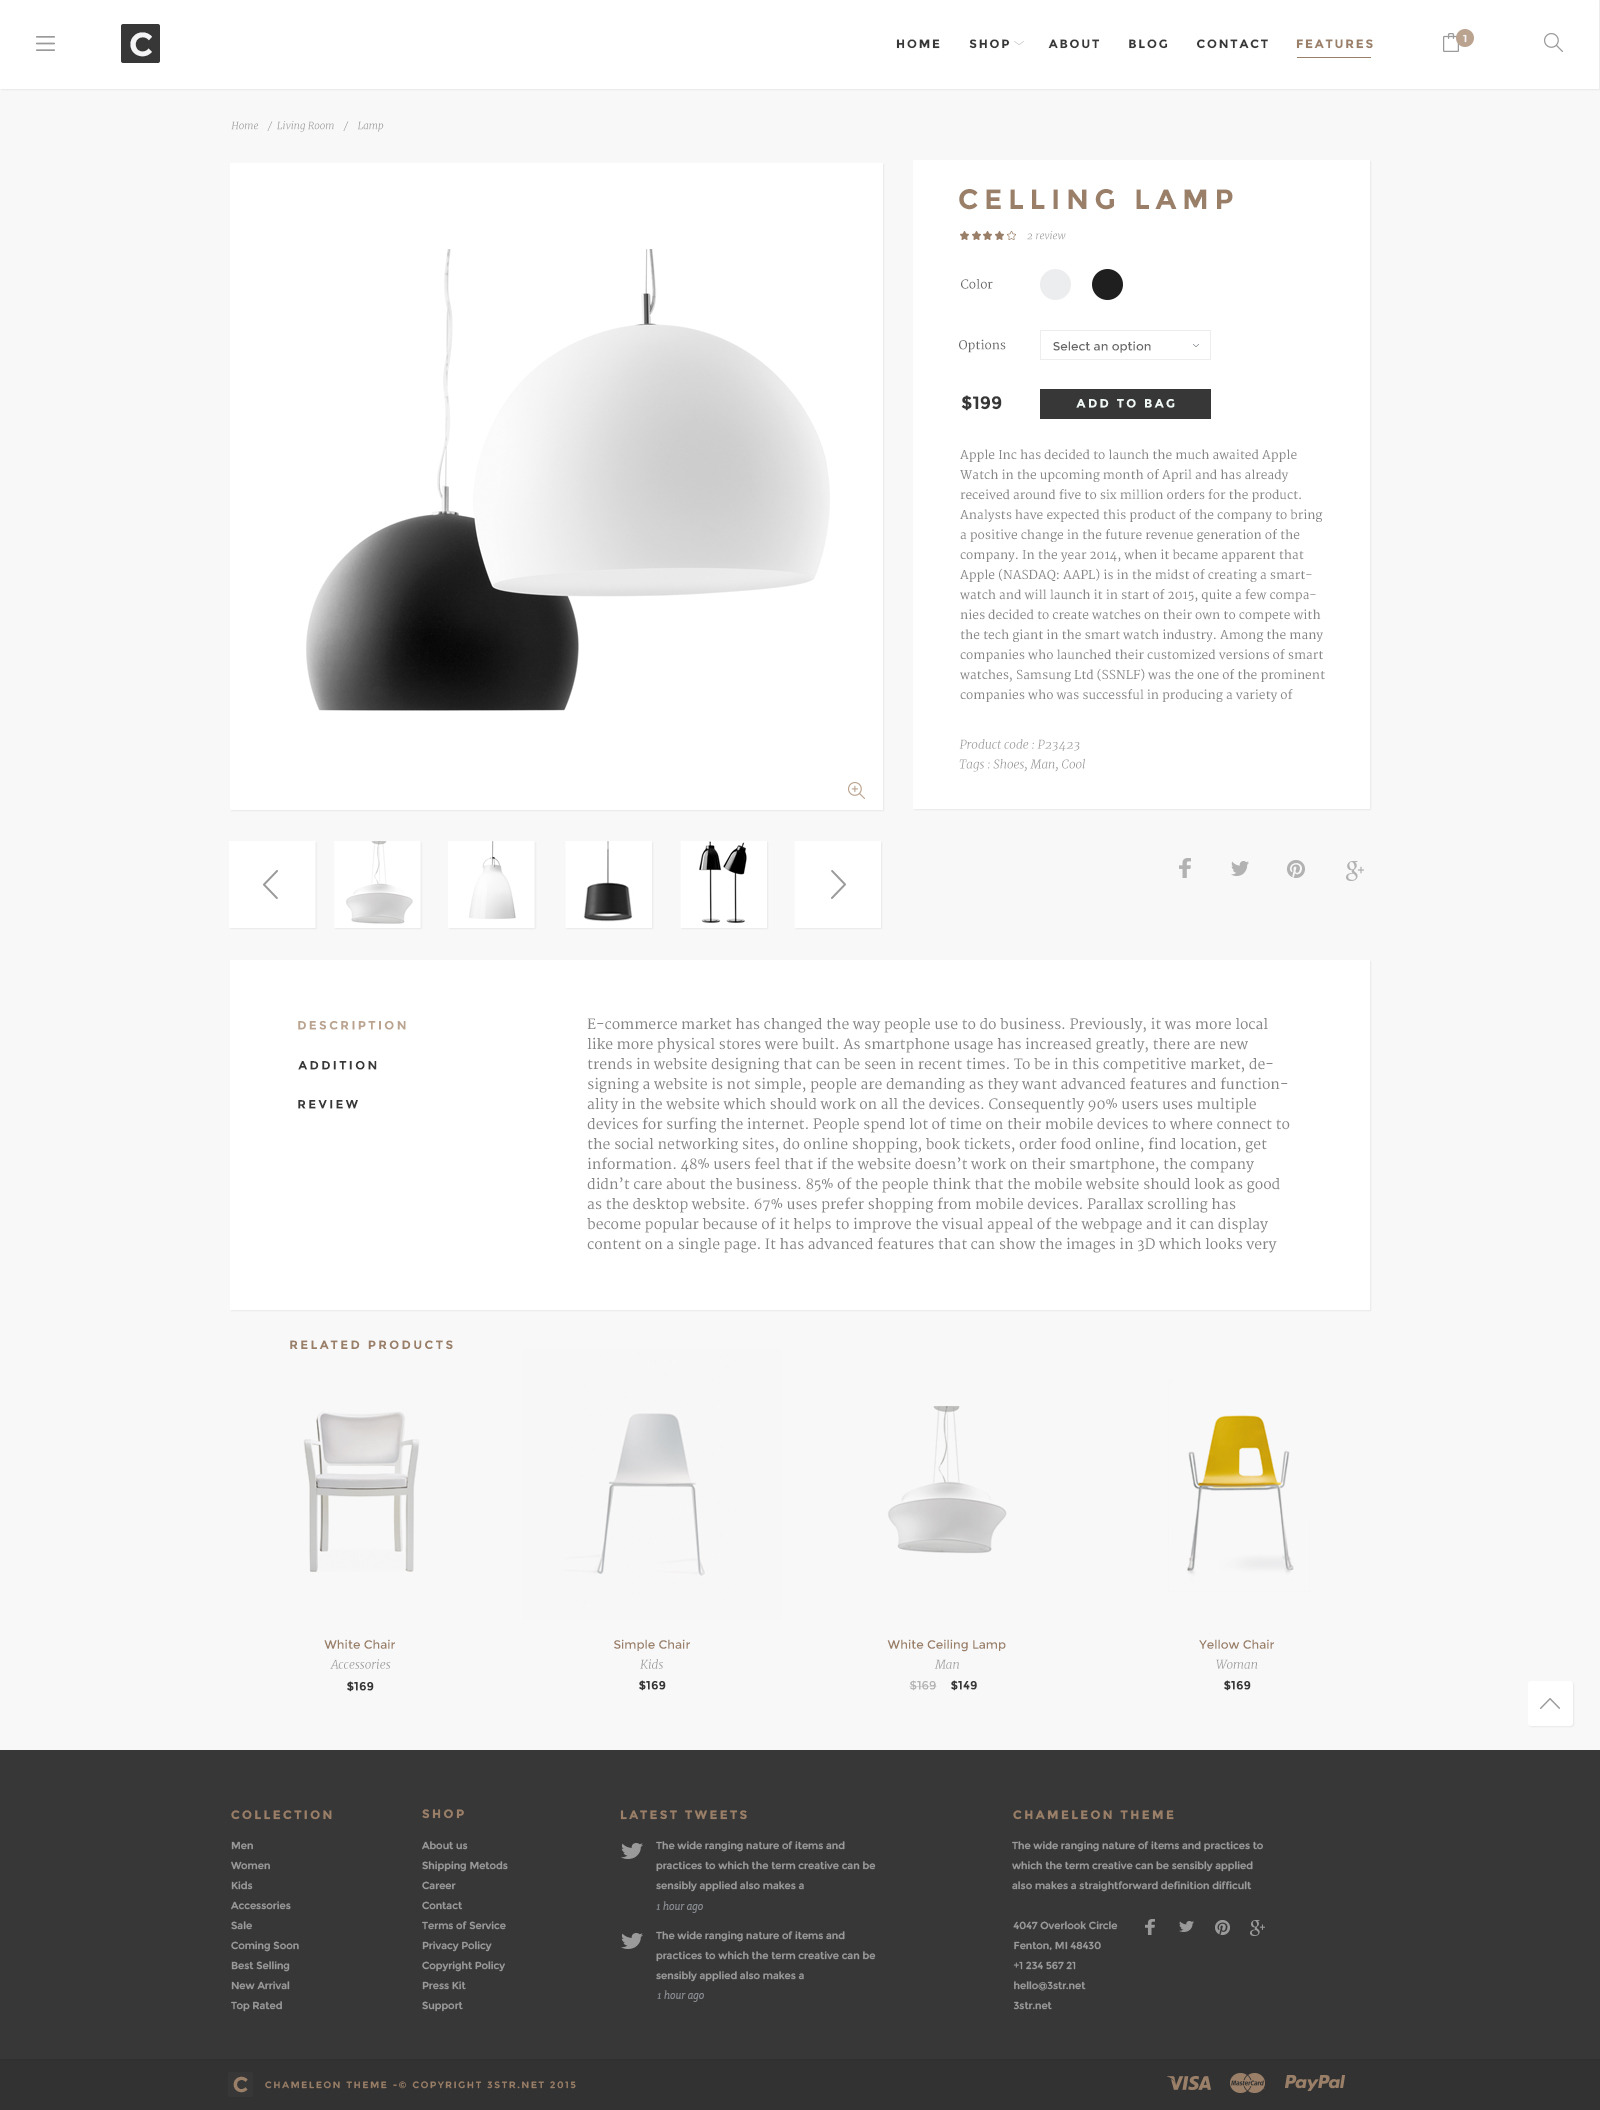 C
HOME SHOP ABOUT BLOG CONTACT FEATURES 1
Home / Living Room / Lamp
CELLING LAMP
2 review
Color
Options Select an option
$199 ADD TO BAG
Apple Inc has decided to launch the much awaited Apple
Watch in the upcoming month of April and has already
received around five to six million orders for the product.
Analysts have expected this product of the company to bring
a positive change in the future revenue generation of the
company. In the year 2014, when it became apparent that
Apple (NASDAQ: AAPL) is in the midst of creating a smart-
watch and will launch it in start of 2015, quite a few compa-
nies decided to create watches on their own to compete with
the tech giant in the smart watch industry. Among the many
companies who launched their customized versions of smart
watches, Samsung Ltd (SSNLF) was the one of the prominent
companies who was successful in producing a variety of
Product code : P23423
Tags : Shoes, Man, Cool
DESCRIPTION
ADDITION
REVIEW
E-commerce market has changed the way people use to do business. Previously, it was more local
like more physical stores were built. As smartphone usage has increased greatly, there are new
trends in website designing that can be seen in recent times. To be in this competitive market, de-
signing a website is not simple, people are demanding as they want advanced features and function-
ality in the website which should work on all the devices. Consequently 90% users uses multiple
devices for surfing the internet. People spend lot of time on their mobile devices to where connect to
the social networking sites, do online shopping, book tickets, order food online, find location, get
information. 48% users feel that if the website doesn't work on their smartphone, the company
didn't care about the business. 85% of the people think that the mobile website should look as good
as the desktop website. 67% uses prefer shopping from mobile devices. Parallax scrolling has
become popular because of it helps to improve the visual appeal of the webpage and it can display
content on a single page. It has advanced features that can show the images in 3D which looks very
RELATED PRODUCTS
White Chair
Accessories
$169
Simple Chair
Kids
$169
White Ceiling Lamp
Man
$169 $149
Yellow Chair
Woman
$169
COLLECTION
Men
Women
Kids
Accessories
Sale
Coming Soon
Best Selling
New Arrival
Top Rated
SHOP
About us
Shipping Metods
Career
Contact
Terms of Service
Privacy Policy
Copyright Policy
Press Kit
Support
LATEST TWEETS
The wide ranging nature of items and
practices to which the term creative can be
sensibly applied also makes a
1 hour ago
The wide ranging nature of items and
practices to which the term creative can be
sensibly applied also makes a
1 hour ago
CHAMELEON THEME
The wide ranging nature of items and practices to
which the term creative can be sensibly applied
also makes a straightforward definition difficult
4047 Overlook Circle
Fenton, MI 48430
+1 234 567 21
hello@3str.net
3str.net
C CHAMELEON THEME -© COPYRIGHT 3STR.NET 2015
VISA MasterCard PayPal